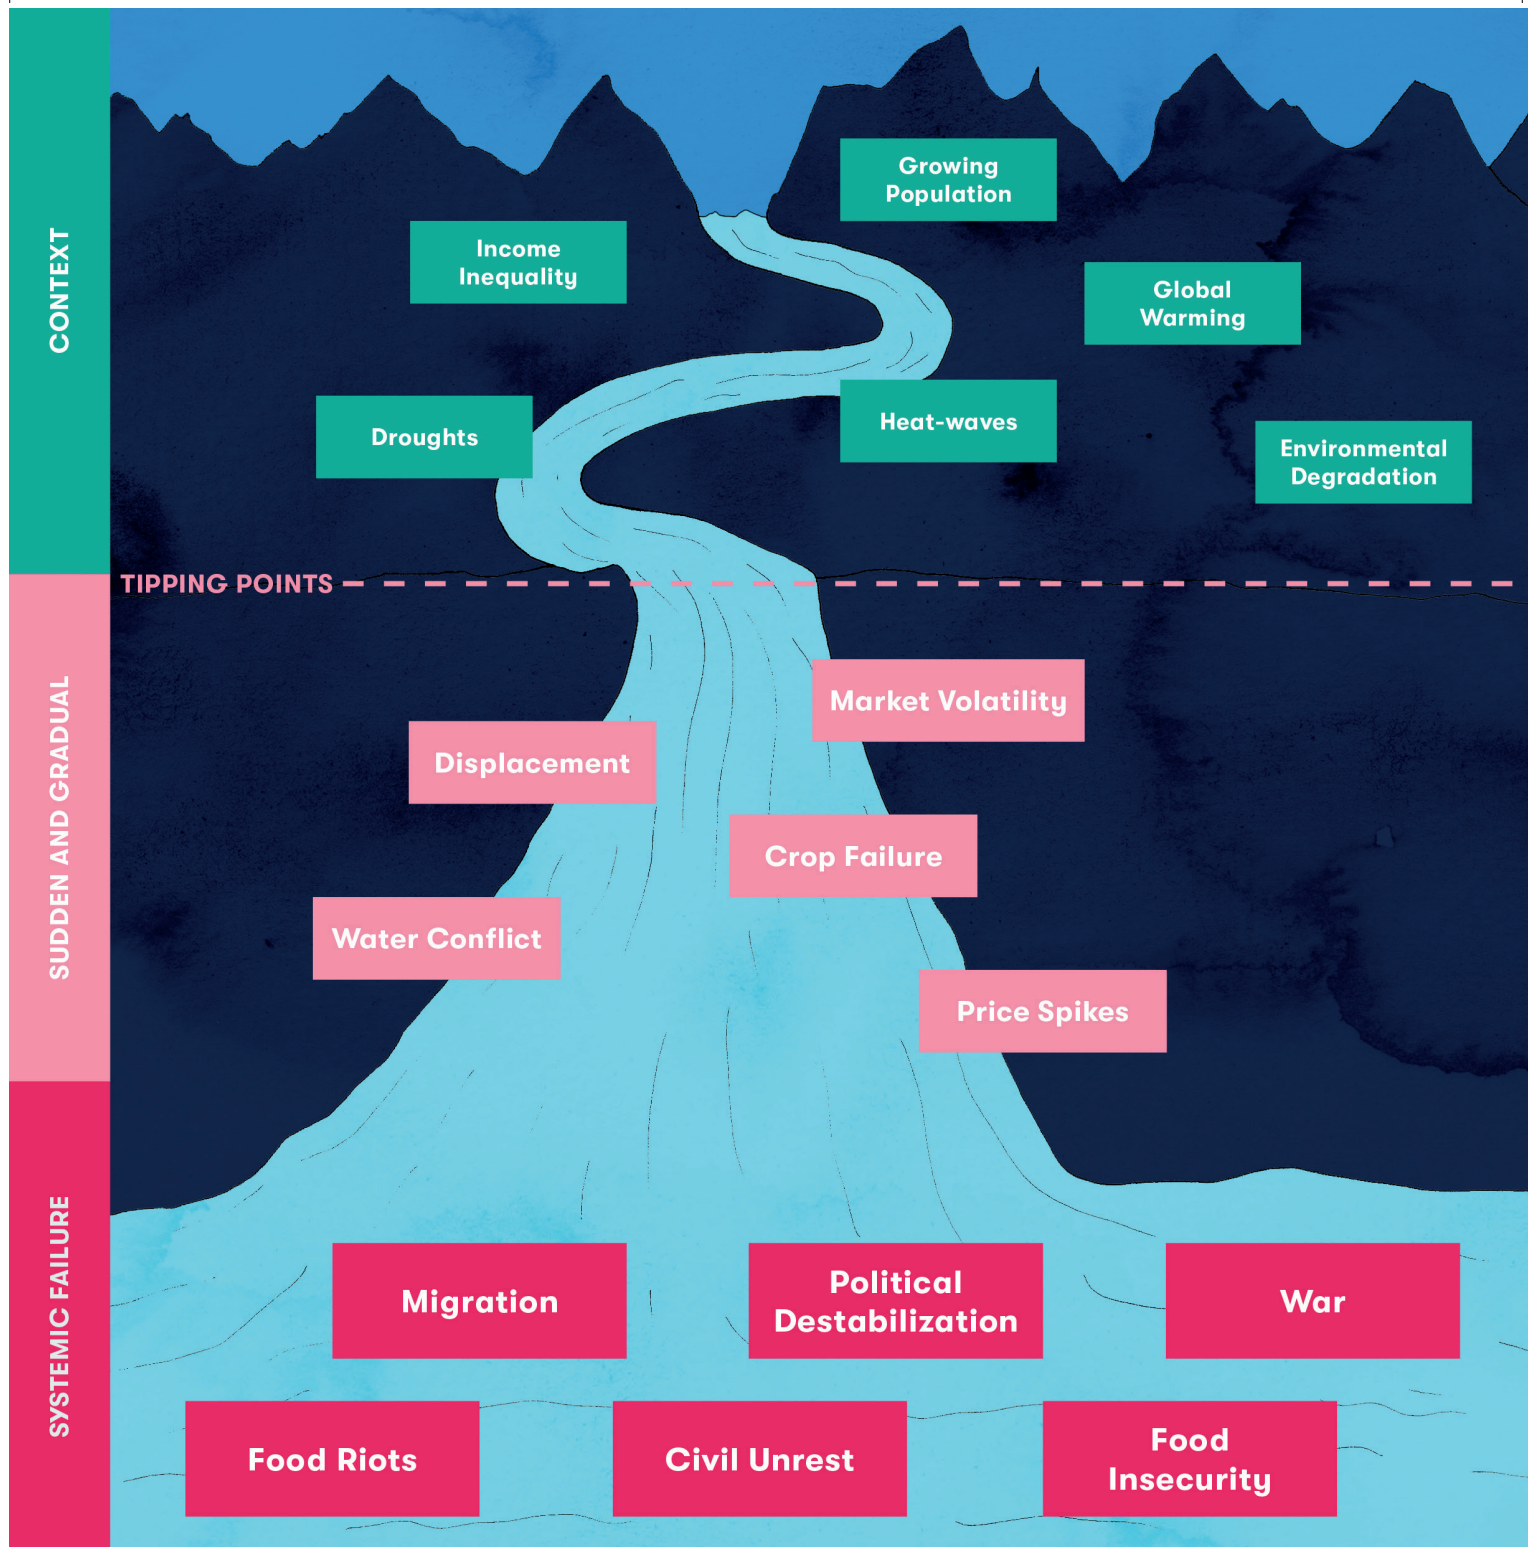 CONTEXT
Growing
Population
Income
Inequality
Global
Warming
Droughts
Heat-waves
Environmental
Degradation
TIPPING POINTS
SUDDEN AND GRADUAL
Market Volatility
Displacement
Crop Failure
Water Conflict
Price Spikes
SYSTEMIC FAILURE
Migration
Political
Destabilization
War
Food Riots
Civil Unrest
Food
Insecurity